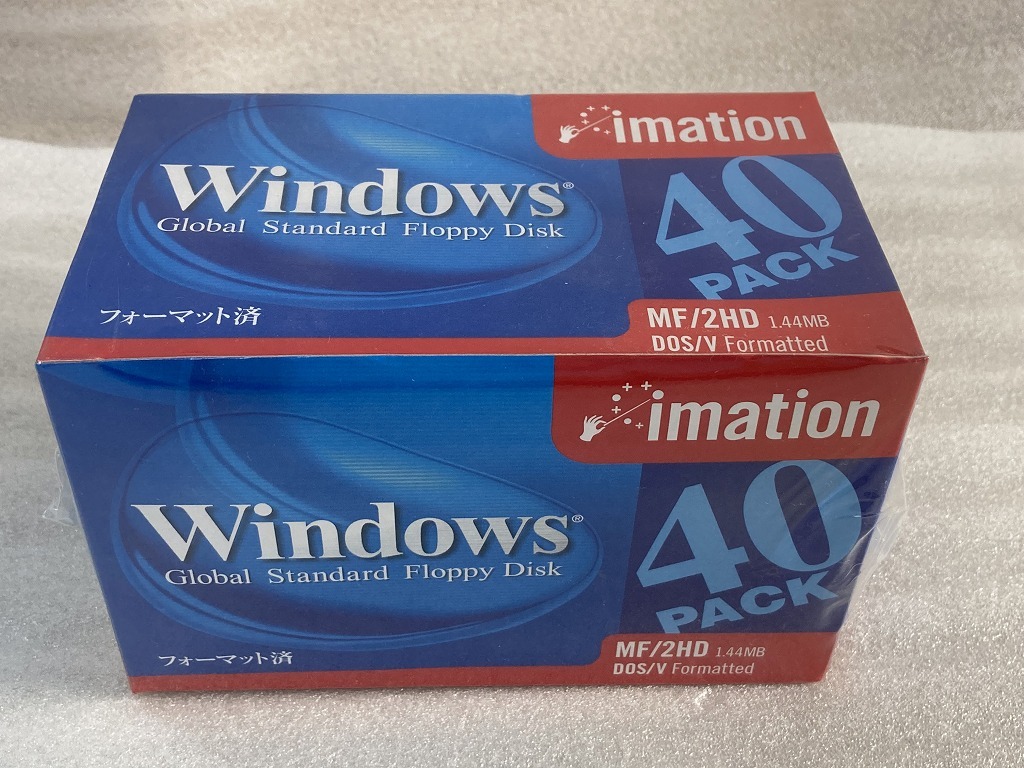 imation
Windows®
Global Standard Floppy Disk
40
PACK
フォーマット済
MF/2HD 1.44MB
DOS/V Formatted
imation
Windows®
Global Standard Floppy Disk
40
PACK
フォーマット済
MF/2HD 1.44MB
DOS/V Formatted